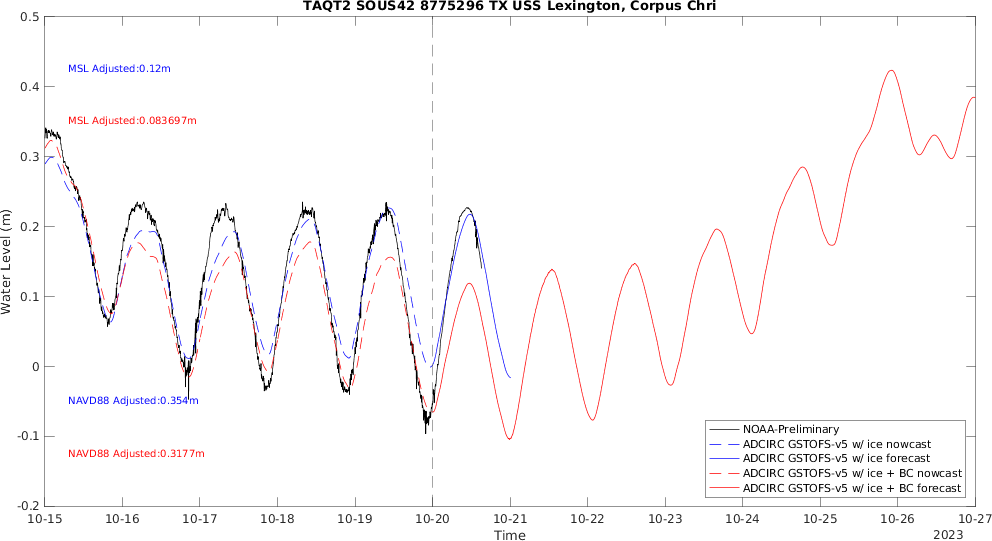 TAQT2 SOUS42 8775296 TX USS Lexington, Corpus Chri
0.5
0.4
0.3
0.2
0.1
0
-0.1
-0.2
Water Level (m)
MSL Adjusted:0.12m
MSL Adjusted:0.083697m
NAVD88 Adjusted:0.354m
NAVD88 Adjusted:0.3177m
NOAA-Preliminary
ADCIRC GSTOFS-v5 w/ ice nowcast
ADCIRC GSTOFS-v5 w/ ice forecast
ADCIRC GSTOFS-v5 w/ ice + BC nowcast
ADCIRC GSTOFS-v5 w/ ice + BC forecast
10-15 10-16 10-17 10-18 10-19 10-20 10-21 10-22 10-23 10-24 10-25 10-26 10-27
Time
2023